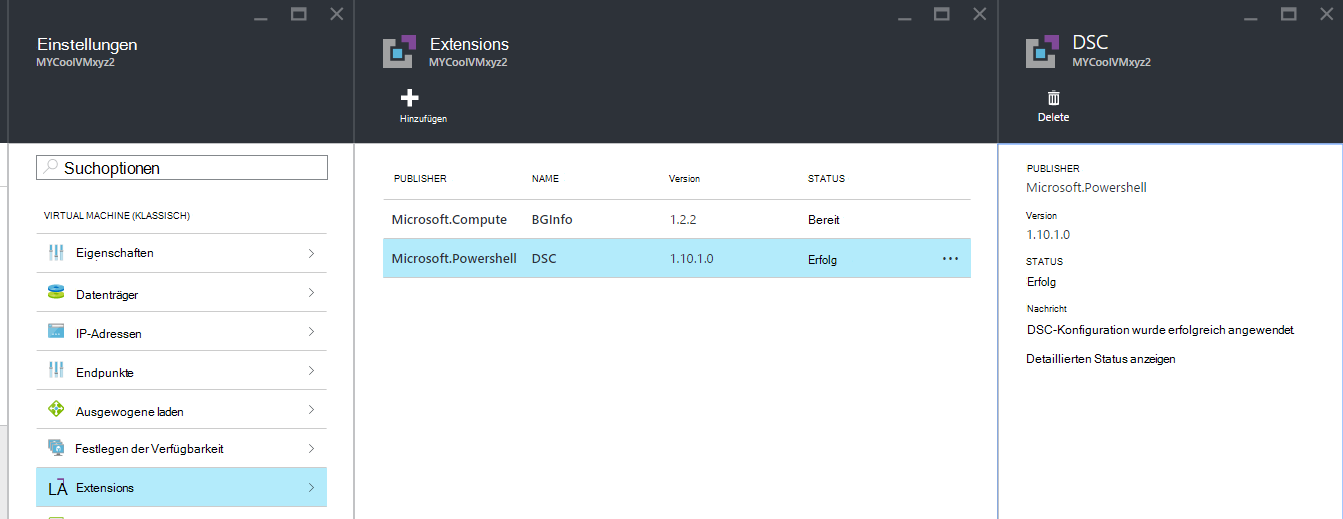 Einstellungen
MYCoolVMxyz2
Suchoptionen
VIRTUAL MACHINE (KLASSISCH)
Eigenschaften
Datenträger
IP-Adressen
Endpunkte
Ausgewogene laden
Festlegen der Verfügbarkeit
LÄ Extensions
Extensions
MYCoolVMxyz2
Hinzufügen
PUBLISHER NAME Version STATUS
Microsoft.Compute BGInfo 1.2.2 Bereit
Microsoft.Powershell DSC 1.10.1.0 Erfolg ...
DSC
MYCoolVMxyz2
Delete
PUBLISHER
Microsoft.Powershell
Version
1.10.1.0
STATUS
Erfolg
Nachricht
DSC-Konfiguration wurde erfolgreich angewendet.
Detaillierten Status anzeigen